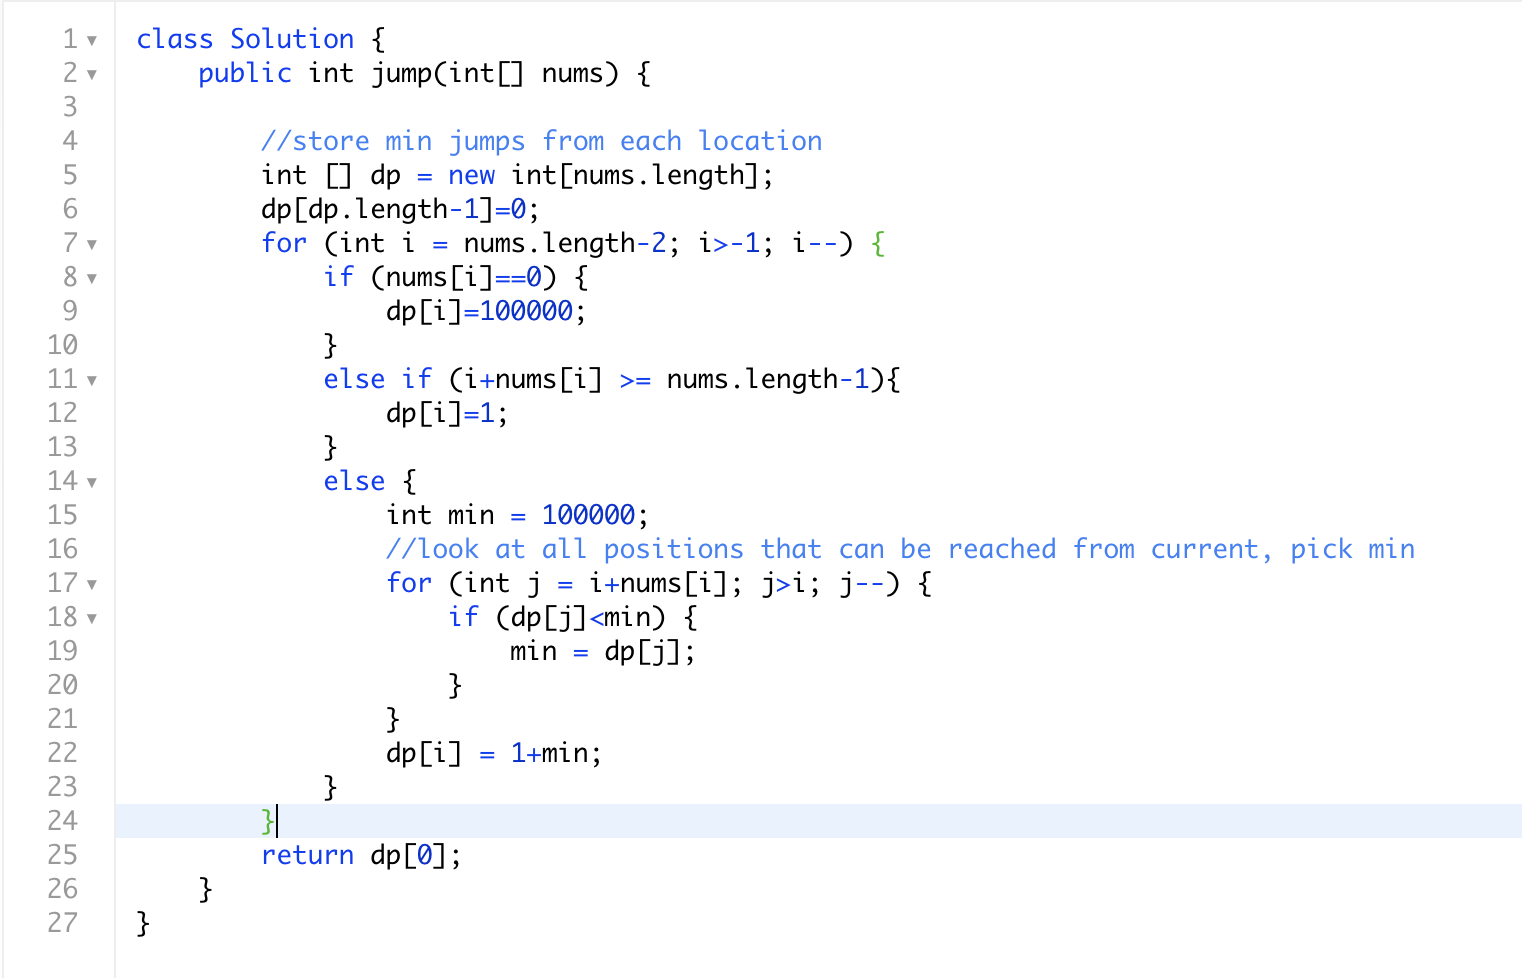 1 class Solution {
2     public int jump(int[] nums) {
3
4         //store min jumps from each location
5         int [] dp = new int[nums.length];
6         dp[dp.length-1]=0;
7         for (int i = nums.length-2; i>-1; i--) {
8             if (nums[i]==0) {
9                 dp[i]=100000;
10             }
11             else if (i+nums[i] >= nums.length-1){
12                 dp[i]=1;
13             }
14             else {
15                 int min = 100000;
16                 //look at all positions that can be reached from current, pick min
17                 for (int j = i+nums[i]; j>i; j--) {
18                     if (dp[j]<min) {
19                         min = dp[j];
20                     }
21                 }
22                 dp[i] = 1+min;
23             }
24         }
25         return dp[0];
26     }
27 }